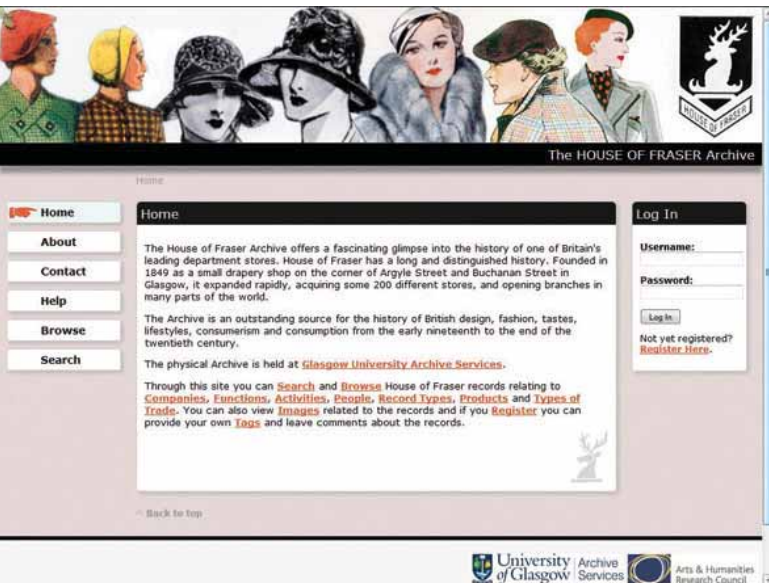 HOUSE OF FRASER
The HOUSE OF FRASER Archive
Home
Home
About
Contact
Help
Browse
Search
Home
The House of Fraser Archive offers a fascinating glimpse into the history of one of Britain's
leading department stores. House of Fraser has a long and distinguished history. Founded in
1849 as a small drapery shop on the corner of Argyle Street and Buchanan Street in
Glasgow, it expanded rapidly, acquiring some 200 different stores, and opening branches in
many parts of the world.
The Archive is an outstanding source for the history of British design, fashion, tastes,
lifestyles, consumerism and consumption from the early nineteenth to the end of the
twentieth century.
The physical Archive is held at Glasgow University Archive Services.
Through this site you can Search and Browse House of Fraser records relating to
Companies, Functions, Activities, People, Record Types, Products and Types of
Trade. You can also view Images related to the records and if you Register you can
provide your own Tags and leave comments about the records.
Log In
Username:
Password:
Log In
Not yet registered?
Register Here.
^ Back to top
University of Glasgow
Archive Services
Arts & Humanities
Research Council